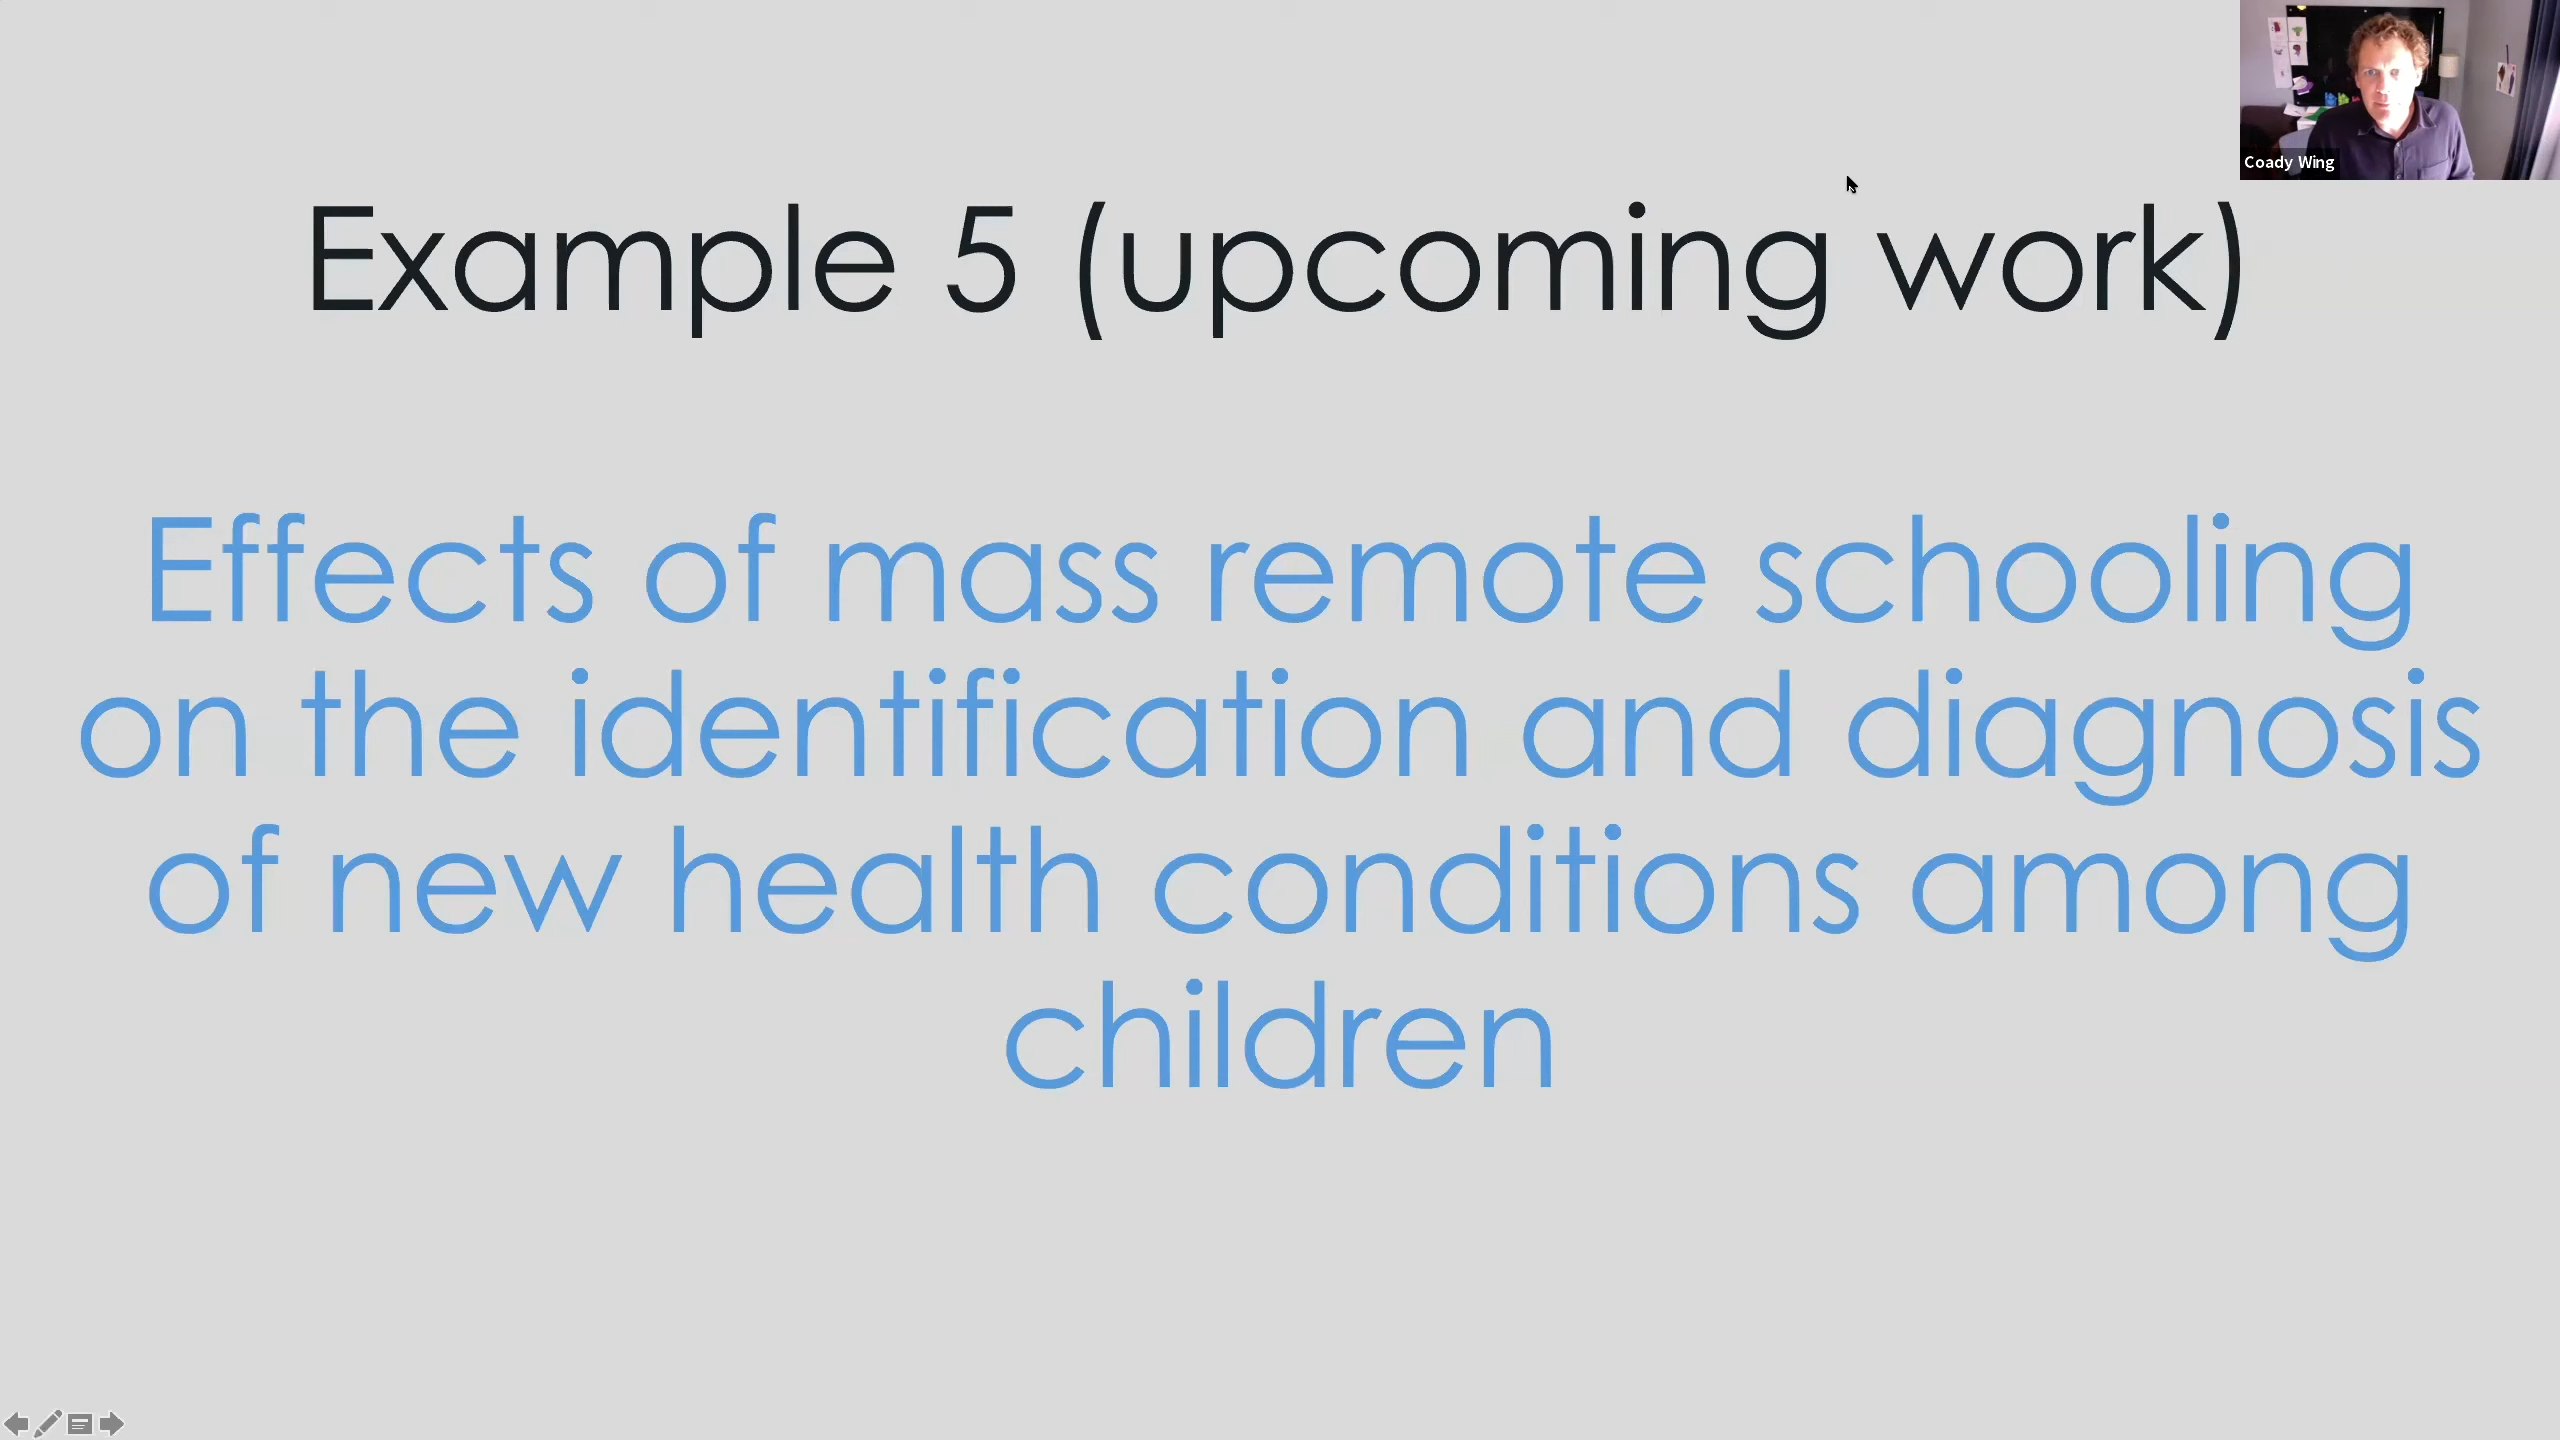 Coady Wing
Example 5 (upcoming work)
Effects of mass remote schooling
on the identification and diagnosis
of new health conditions among
children